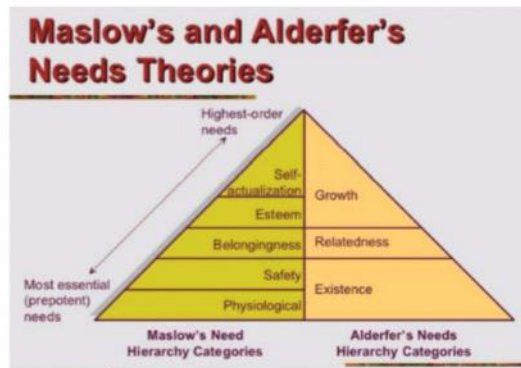 Maslow's and Alderfer's
Needs Theories
Highest-order
needs
Self-
actualization
Growth
Esteem
Belongingness
Relatedness
Safety
Existence
Physiological
Most essential
(prepotent)
needs
Maslow's Need
Hierarchy Categories
Alderfer's Needs
Hierarchy Categories